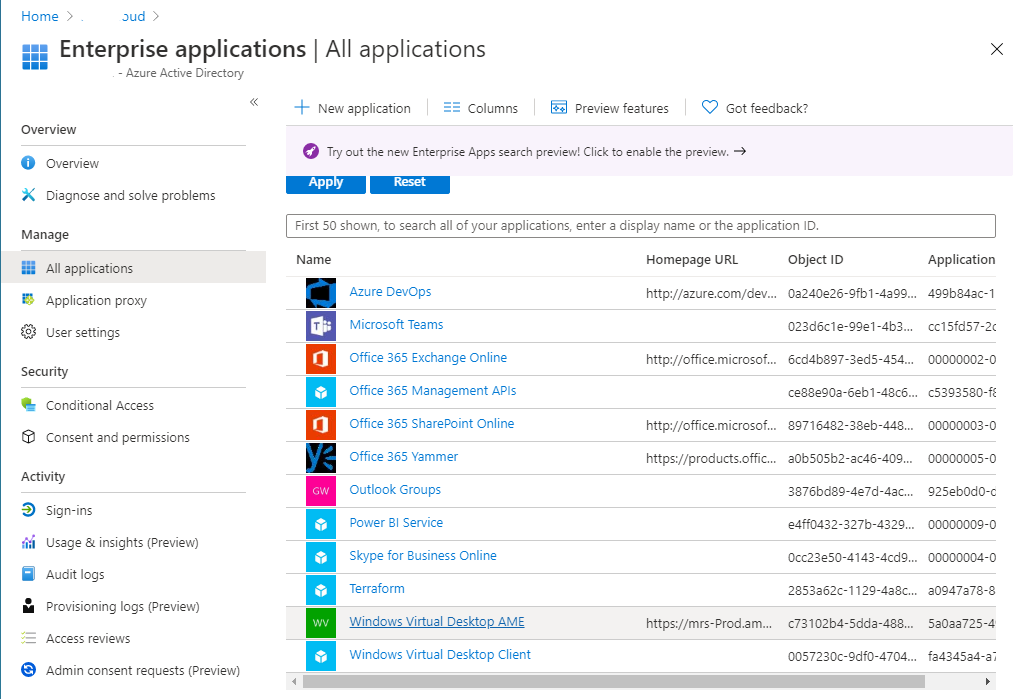 Home > oud >
Enterprise applications | All applications
- Azure Active Directory
«
Overview
Overview
Diagnose and solve problems
Manage
All applications
Application proxy
User settings
Security
Conditional Access
Consent and permissions
Activity
Sign-ins
Usage & insights (Preview)
Audit logs
Provisioning logs (Preview)
Access reviews
Admin consent requests (Preview)
New application Columns Preview features Got feedback?
Try out the new Enterprise Apps search preview! Click to enable the preview. →
Apply Reset
First 50 shown, to search all of your applications, enter a display name or the application ID.
Name Homepage URL Object ID Application
Azure DevOps http://azure.com/dev... 0a240e26-9fb1-4a99... 499b84ac-1
Microsoft Teams 023d6c1e-99e1-4b3... cc15fd57-2c
Office 365 Exchange Online http://office.microsof... 6cd4b897-3ed5-454... 00000002-0
Office 365 Management APIs ce88e90a-6eb1-48c6... c5393580-f8
Office 365 SharePoint Online http://office.microsof... 89716482-38eb-448... 00000003-0
Office 365 Yammer https://products.offic... a0b505b2-ac46-409... 00000005-0
GW Outlook Groups 3876bd89-4e7d-4ac... 925eb0d0-c
Power BI Service e4ff0432-327b-4329... 00000009-0
Skype for Business Online 0cc23e50-4143-4cd9... 00000004-0
Terraform 2853a62c-1129-4a8c... a0947a78-8
WV Windows Virtual Desktop AME https://mrs-Prod.am... c73102b4-5dda-488... 5a0aa725-4
Windows Virtual Desktop Client 0057230c-9df0-4704... fa4345a4-a7